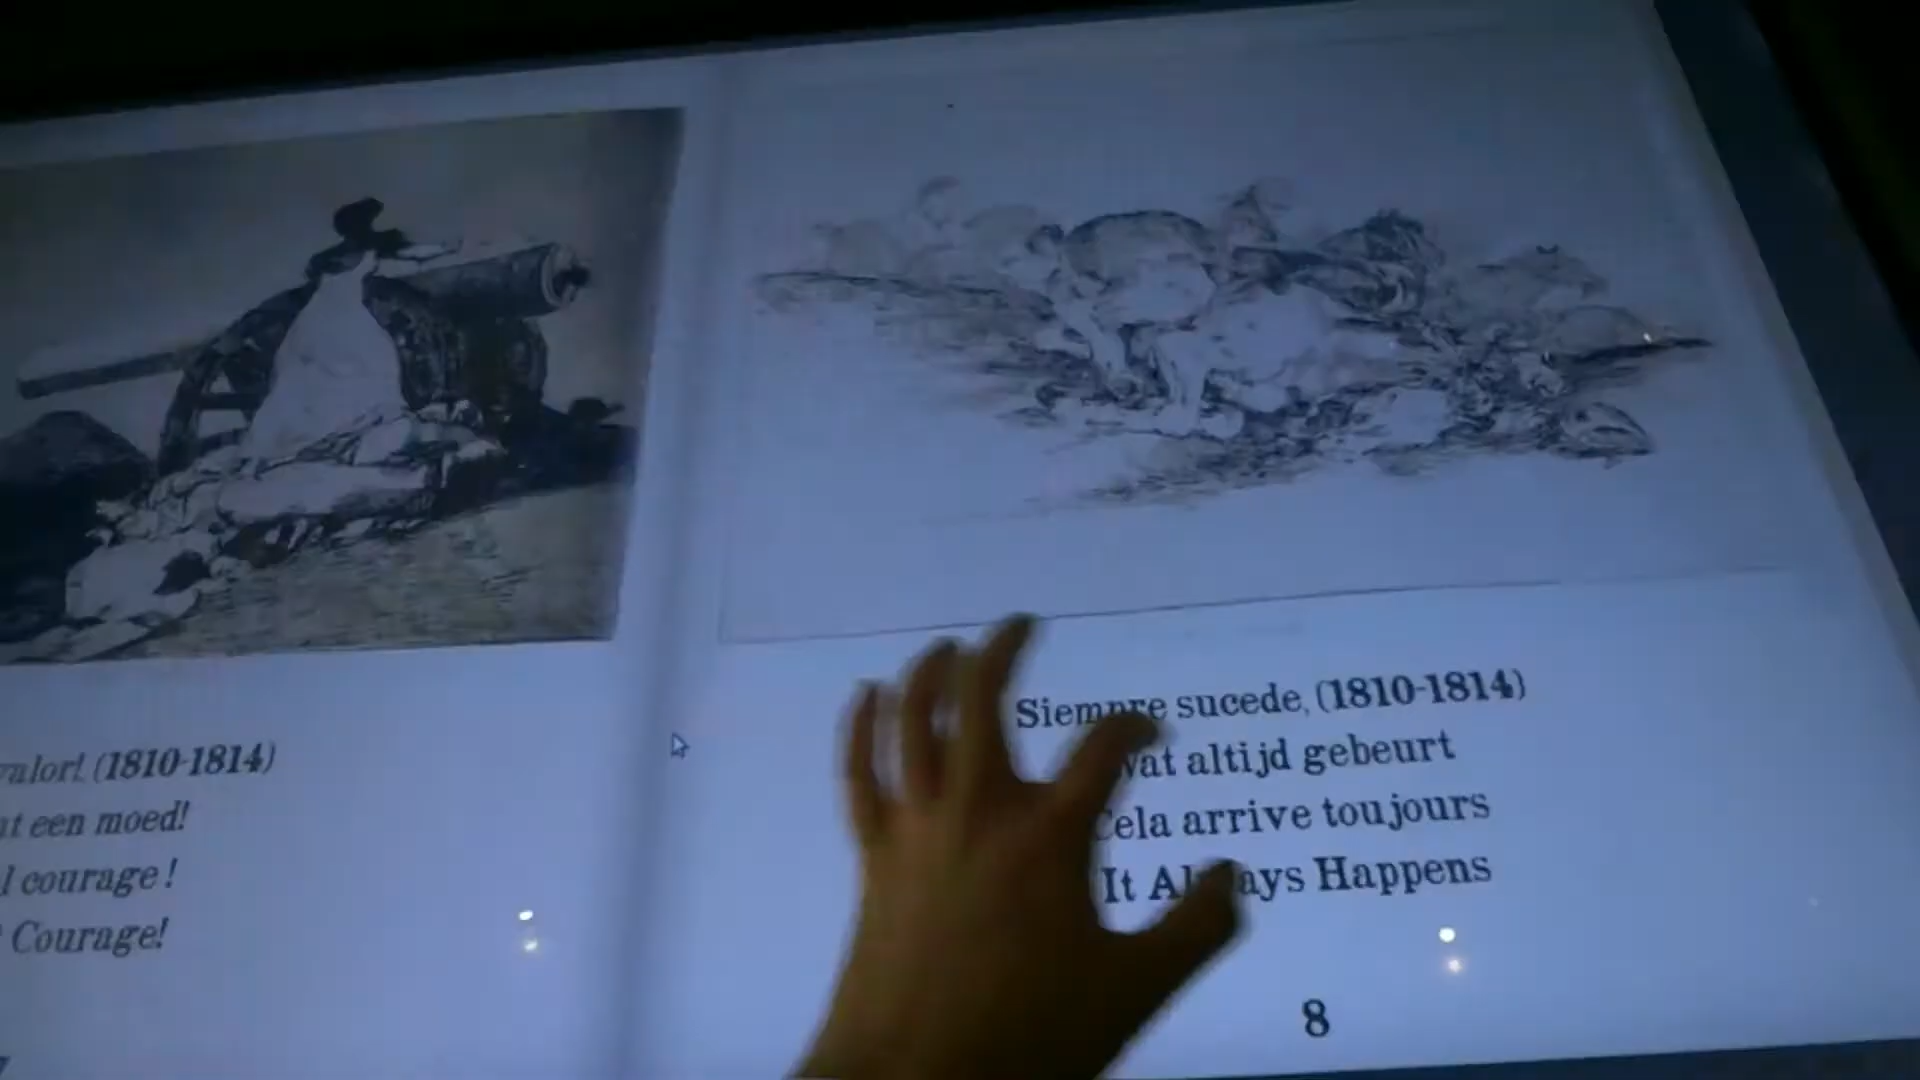 valor! (1810-1814)
een moed!
courage !
Courage!
Siempre sucede, (1810-1814)
Wat altijd gebeurt
Cela arrive toujours
It Always Happens
8